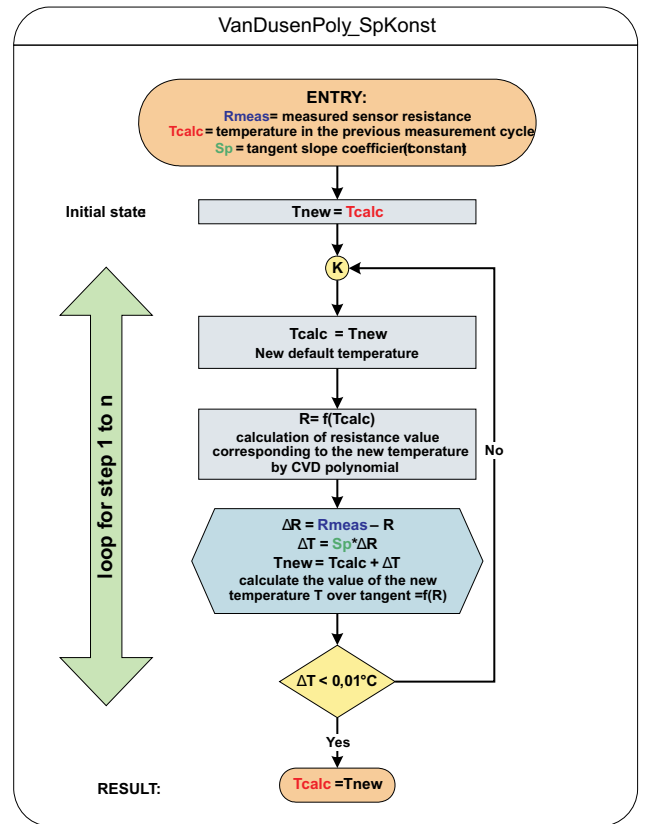 VanDusenPoly_SpKonst
ENTRY:
Rmeas= measured sensor resistance
Tcalc= temperature in the previous measurement cycle
Sp = tangent slope coefficient(constant)
Initial state:
Tnew = Tcalc
K
Tcalc = Tnew
New default temperature
R= f(Tcalc)
calculation of resistance value
corresponding to the new temperature
by CVD polynomial
No
loop for step 1 to n
ΔR = Rmeas – R
ΔT = Sp*ΔR
Tnew = Tcalc + ΔT
calculate the value of the new
temperature T over tangent =f(R)
ΔT < 0,01°C
Yes
RESULT:
Tcalc =Tnew